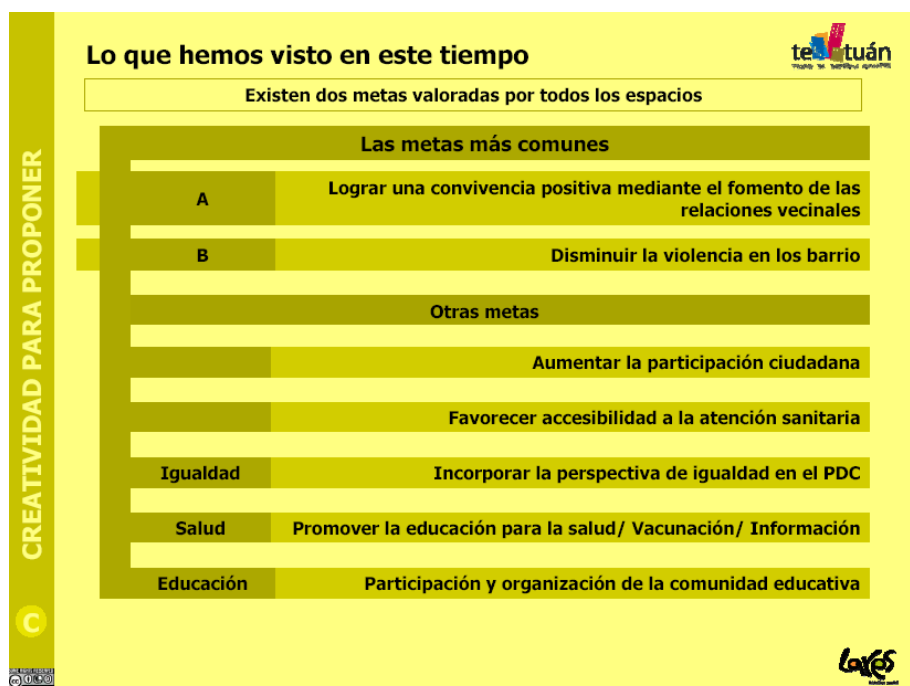 Lo que hemos visto en este tiempo
te tuán
Existen dos metas valoradas por todos los espacios
Las metas más comunes
A
Lograr una convivencia positiva mediante el fomento de las
relaciones vecinales
B
Disminuir la violencia en los barrio
Otras metas
Aumentar la participación ciudadana
Favorecer accesibilidad a la atención sanitaria
Igualdad
Incorporar la perspectiva de igualdad en el PDC
Salud
Promover la educación para la salud/ Vacunación/ Información
Educación
Participación y organización de la comunidad educativa
CREATIVIDAD PARA PROPONER
C